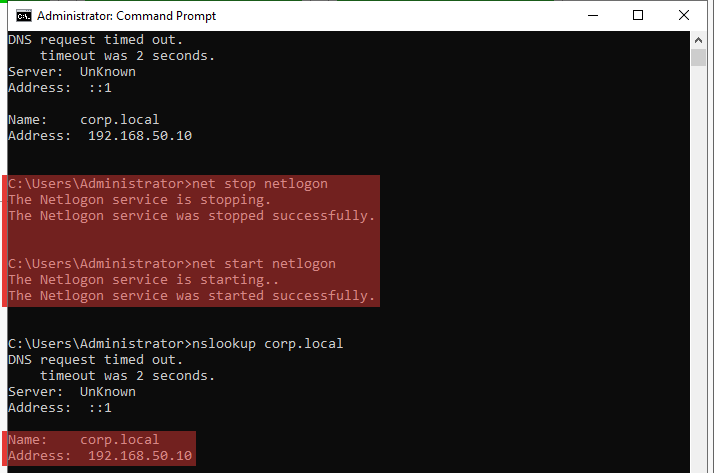 Administrator: Command Prompt
DNS request timed out.
    timeout was 2 seconds.
Server:  UnKnown
Address:  ::1
Name:    corp.local
Address:  192.168.50.10
C:\Users\Administrator>net stop netlogon
The Netlogon service is stopping.
The Netlogon service was stopped successfully.
C:\Users\Administrator>net start netlogon
The Netlogon service is starting..
The Netlogon service was started successfully.
C:\Users\Administrator>nslookup corp.local
DNS request timed out.
    timeout was 2 seconds.
Server:  UnKnown
Address:  ::1
Name:    corp.local
Address:  192.168.50.10